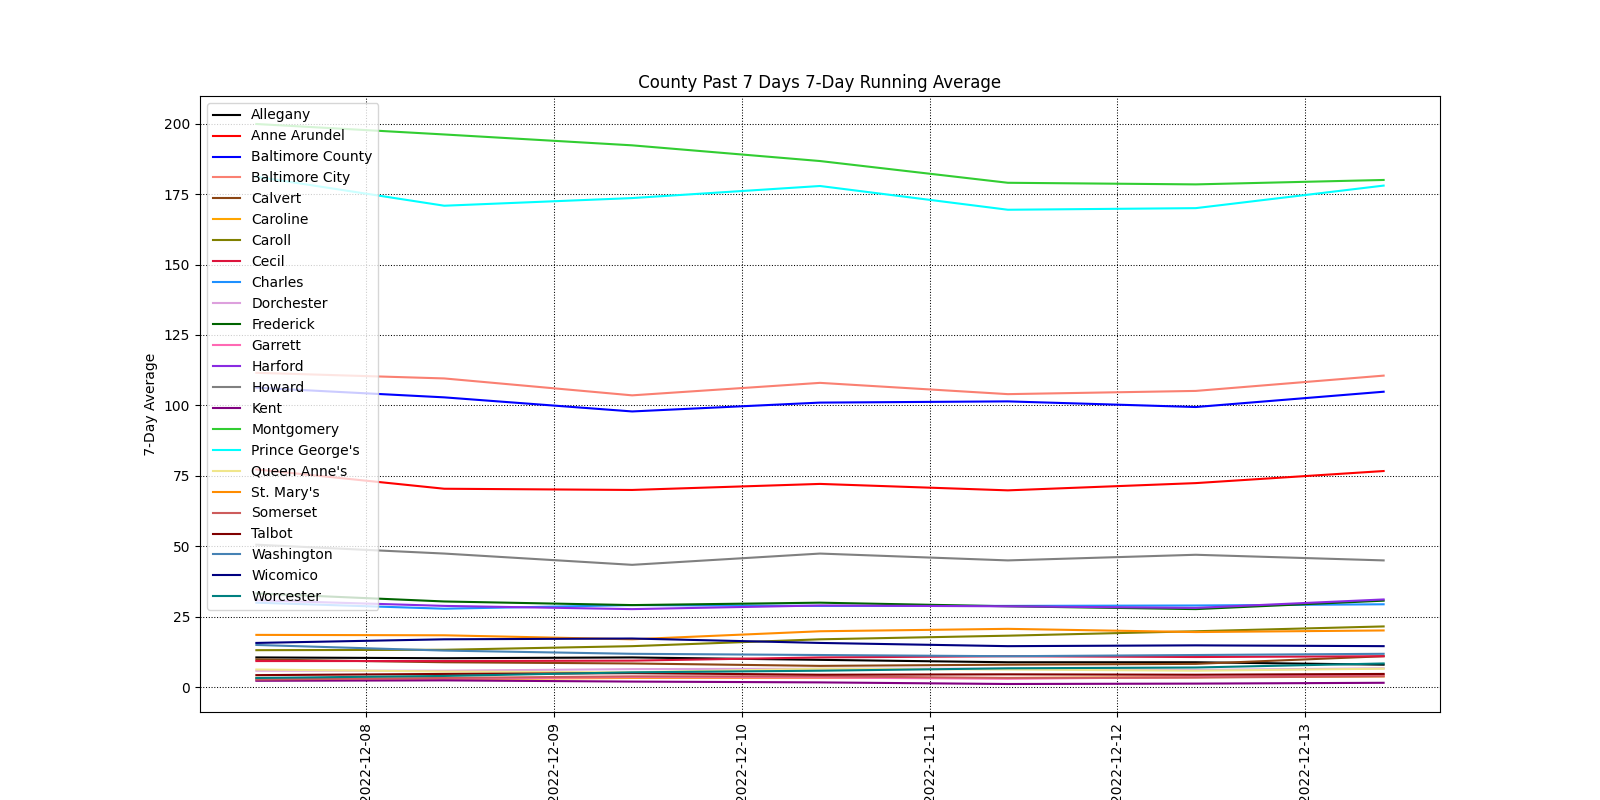 County Past 7 Days 7-Day Running Average
7-Day Average
200
175
150
125
100
75
50
25
0
Allegany
Anne Arundel
Baltimore County
Baltimore City
Calvert
Caroline
Caroll
Cecil
Charles
Dorchester
Frederick
Garrett
Harford
Howard
Kent
Montgomery
Prince George's
Queen Anne's
St. Mary's
Somerset
Talbot
Washington
Wicomico
Worcester
2022-12-08
2022-12-09
2022-12-10
2022-12-11
2022-12-12
2022-12-13